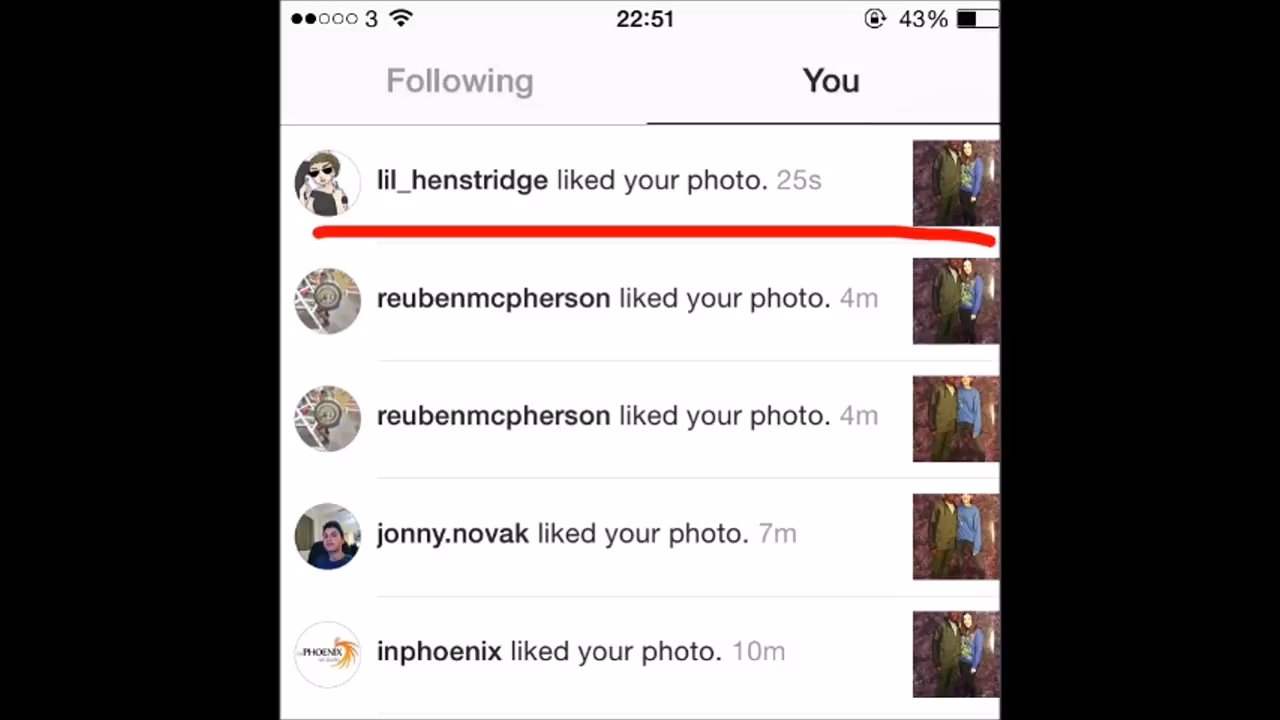 3 22:51 43%
Following You
lil_henstridge liked your photo. 25s
reubenmcpherson liked your photo. 4m
reubenmcpherson liked your photo. 4m
jonny.novak liked your photo. 7m
PHOENIX
inphoenix liked your photo. 10m